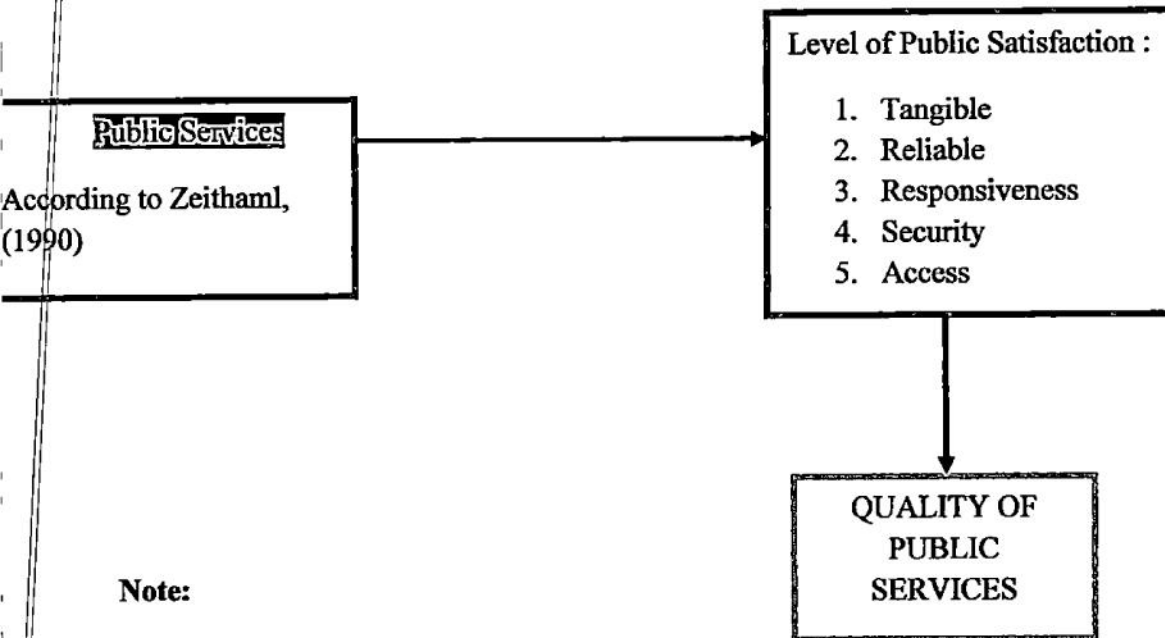 Public Services
According to Zeithaml,
(1990)
Level of Public Satisfaction :
1. Tangible
2. Reliable
3. Responsiveness
4. Security
5. Access
QUALITY OF
PUBLIC
SERVICES
Note: